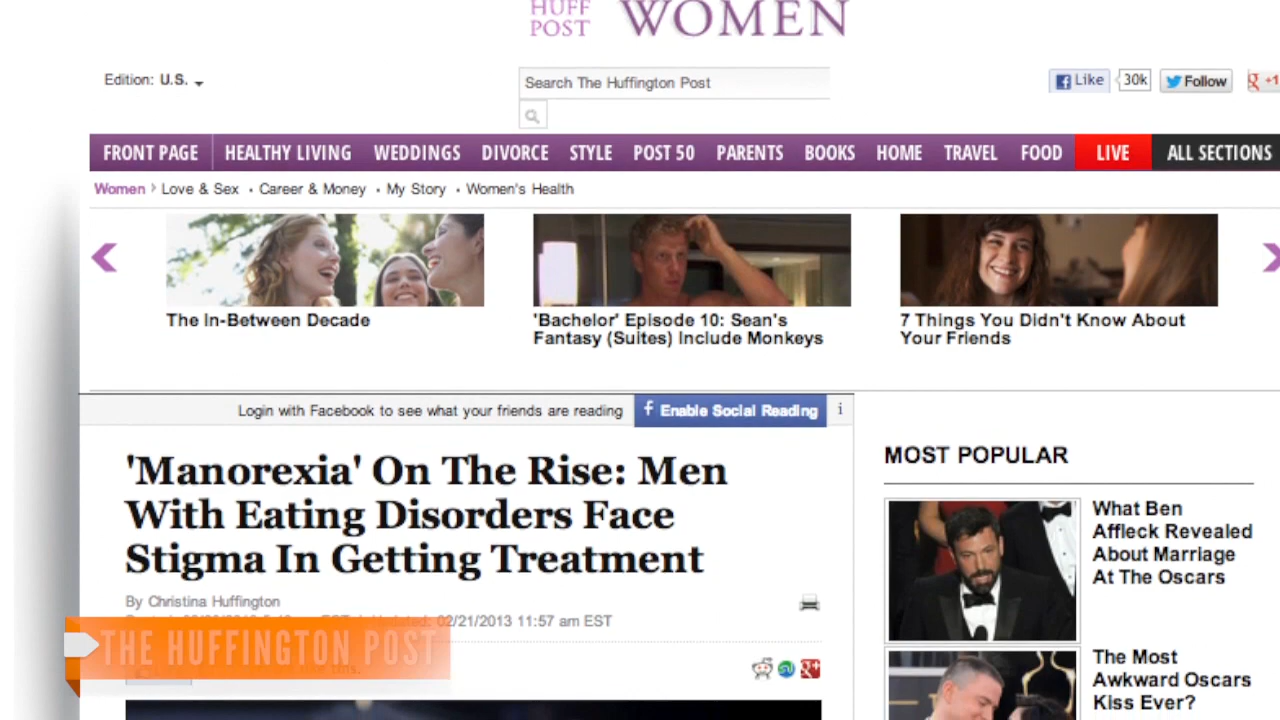 HUFF
POST
WOMEN
Edition: U.S.
Search The Huffington Post
Like
30k
Follow
+1
FRONT PAGE HEALTHY LIVING WEDDINGS DIVORCE STYLE POST 50 PARENTS BOOKS HOME TRAVEL FOOD LIVE ALL SECTIONS
Women Love & Sex · Career & Money · My Story · Women's Health
The In-Between Decade
'Bachelor' Episode 10: Sean's
Fantasy (Suites) Include Monkeys
7 Things You Didn't Know About
Your Friends
Login with Facebook to see what your friends are reading
f Enable Social Reading
i
'Manorexia' On The Rise: Men
With Eating Disorders Face
Stigma In Getting Treatment
By Christina Huffington
02/21/2013 11:57 am EST
THE HUFFINGTON POST
MOST POPULAR
What Ben
Affleck Revealed
About Marriage
At The Oscars
The Most
Awkward Oscars
Kiss Ever?